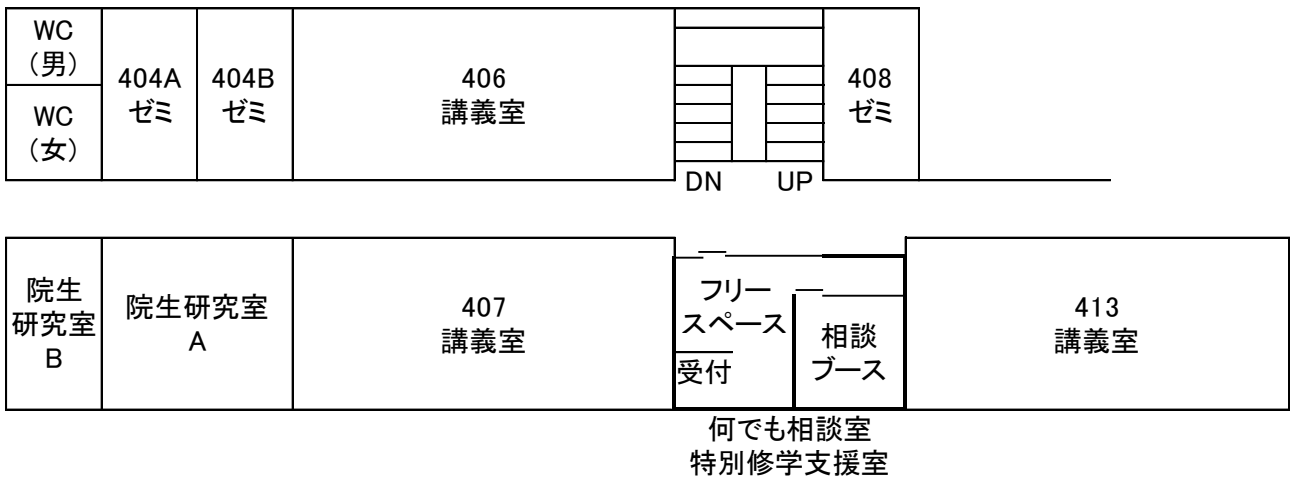 WC
（男）
WC
（女）
404A
ゼミ
404B
ゼミ
406
講義室
DN
UP
408
ゼミ
院生
研究室
B
院生研究室
A
407
講義室
フリー
スペース
受付
相談
ブース
413
講義室
何でも相談室
特別修学支援室